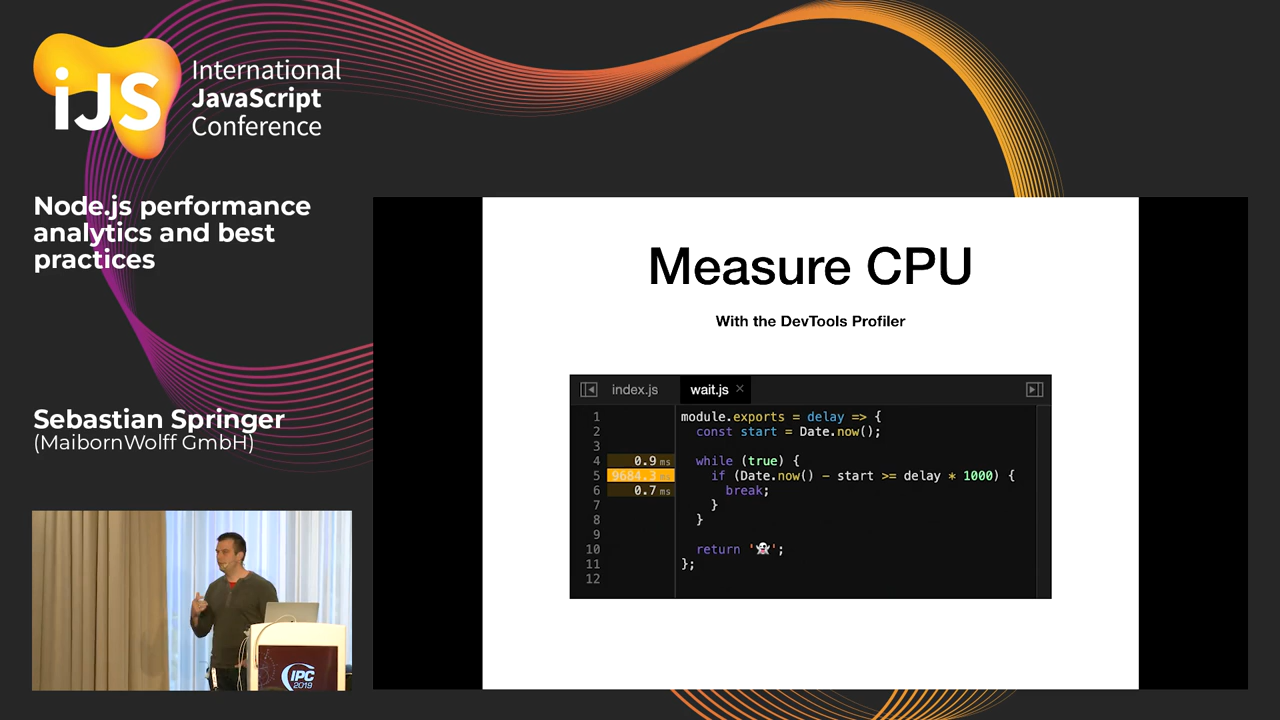 iJS
International
JavaScript
Conference
Node.js performance
analytics and best
practices
Sebastian Springer
(MaibornWolff GmbH)
IPC
2019
Measure CPU
With the DevTools Profiler
index.js
wait.js ×
1 module.exports = delay => {
2 const start = Date.now();
3
4 0.9 ms while (true) {
5 9684.3 ms if (Date.now() - start >= delay * 1000) {
6 0.7 ms break;
7 }
8 }
9
10 return '👻';
11 };
12